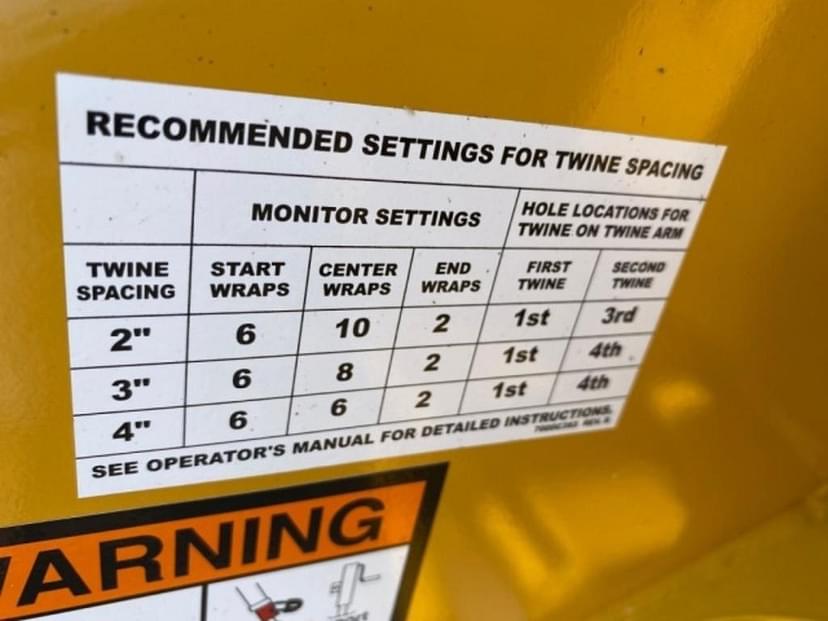 RECOMMENDED SETTINGS FOR TWINE SPACING
MONITOR SETTINGS
HOLE LOCATIONS FOR
TWINE ON TWINE ARM
TWINE SPACING
START WRAPS
CENTER WRAPS
END WRAPS
FIRST TWINE
SECOND TWINE
2" 6 10 2 1st 3rd
3" 6 8 2 1st 4th
4" 6 6 2 1st 4th
SEE OPERATOR'S MANUAL FOR DETAILED INSTRUCTIONS.
ARNING